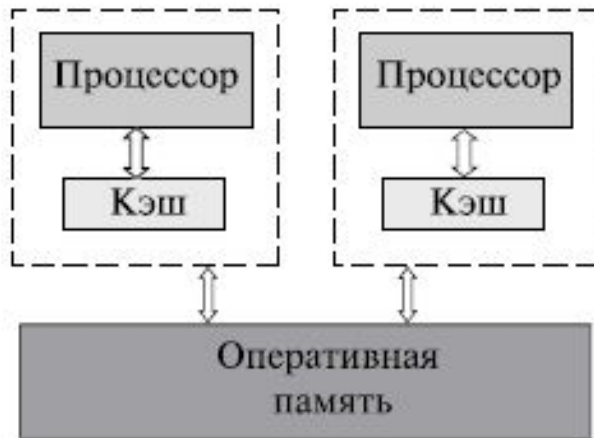 Процессор
Процессор
Кэш
Кэш
Оперативная
память